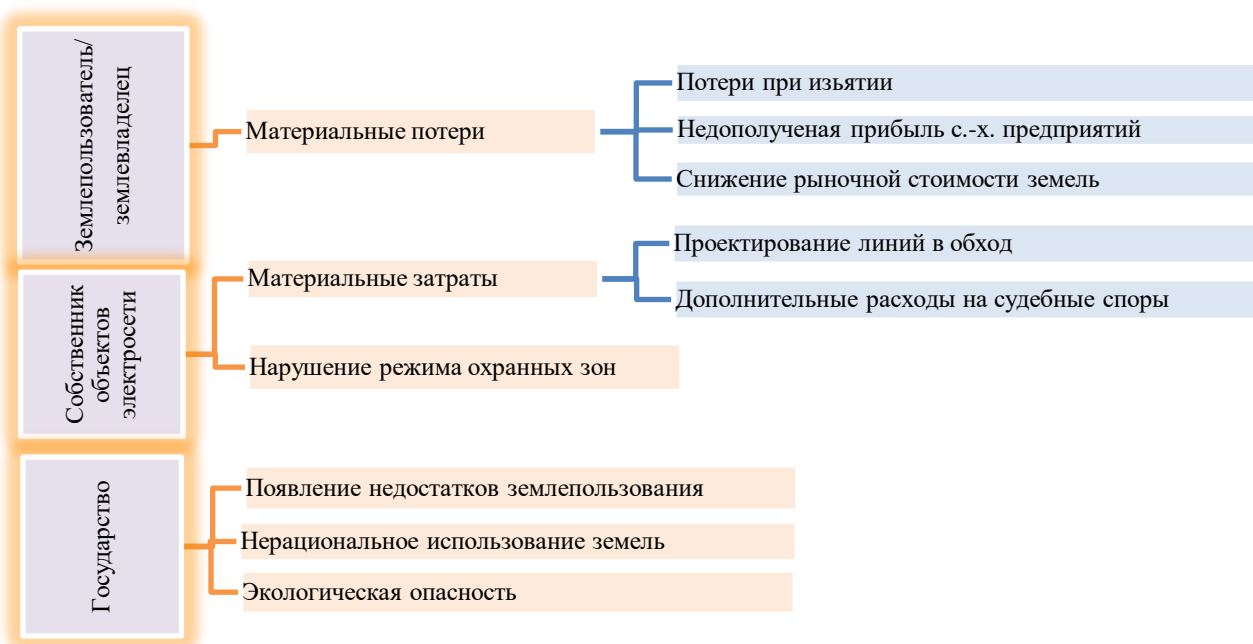 Землепользователь/
землевладелец
Материальные потери
Потери при изьятии
Недополученая прибыль с.-х. предприятий
Снижение рыночной стоимости земель
Собственник
объектов
электросети
Материальные затраты
Проектирование линий в обход
Дополнительные расходы на судебные споры
Нарушение режима охранных зон
Государство
Появление недостатков землепользования
Нерациональное использование земель
Экологическая опасность